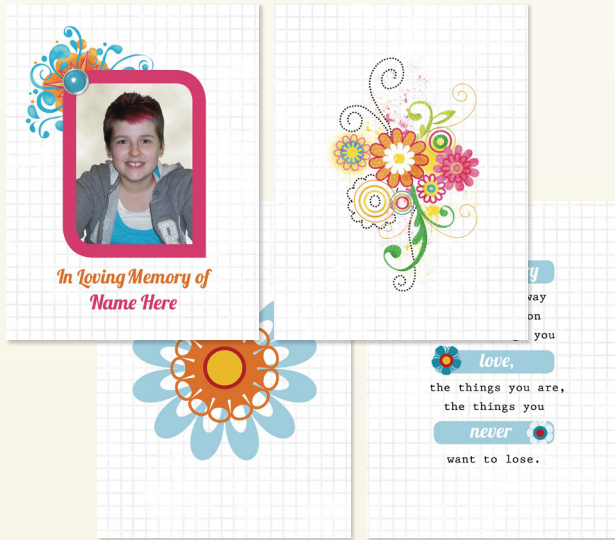 In Loving Memory of
Name Here
way
on
you
love,
the things you are,
the things you
never
want to lose.